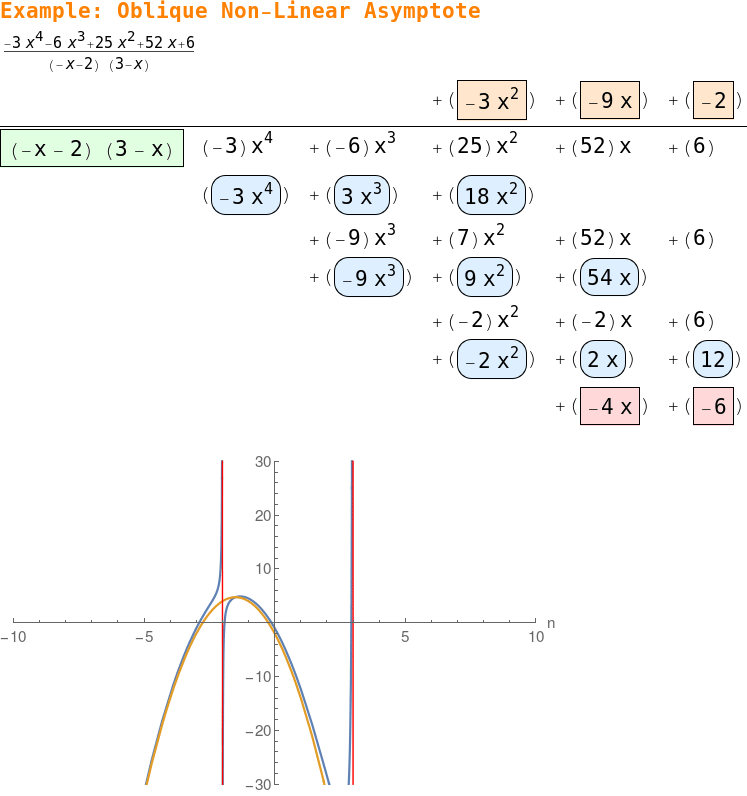 Example: Oblique Non-Linear Asymptote
-3 x⁴-6 x³+25 x²+52 x+6
(-x-2) (3-x)
+ ( -3 x² ) + ( -9 x ) + ( -2 )
(-x - 2) (3 - x) (-3) x⁴ + (-6) x³ + (25) x² + (52) x + (6)
( -3 x⁴ ) + ( 3 x³ ) + ( 18 x² )
+ (-9) x³ + (7) x² + (52) x + (6)
+ ( -9 x³ ) + ( 9 x² ) + ( 54 x )
+ (-2) x² + (-2) x + (6)
+ ( -2 x² ) + ( 2 x ) + ( 12 )
+ ( -4 x ) + ( -6 )
30
20
10
n
-10 -5 5 10
-10
-20
-30